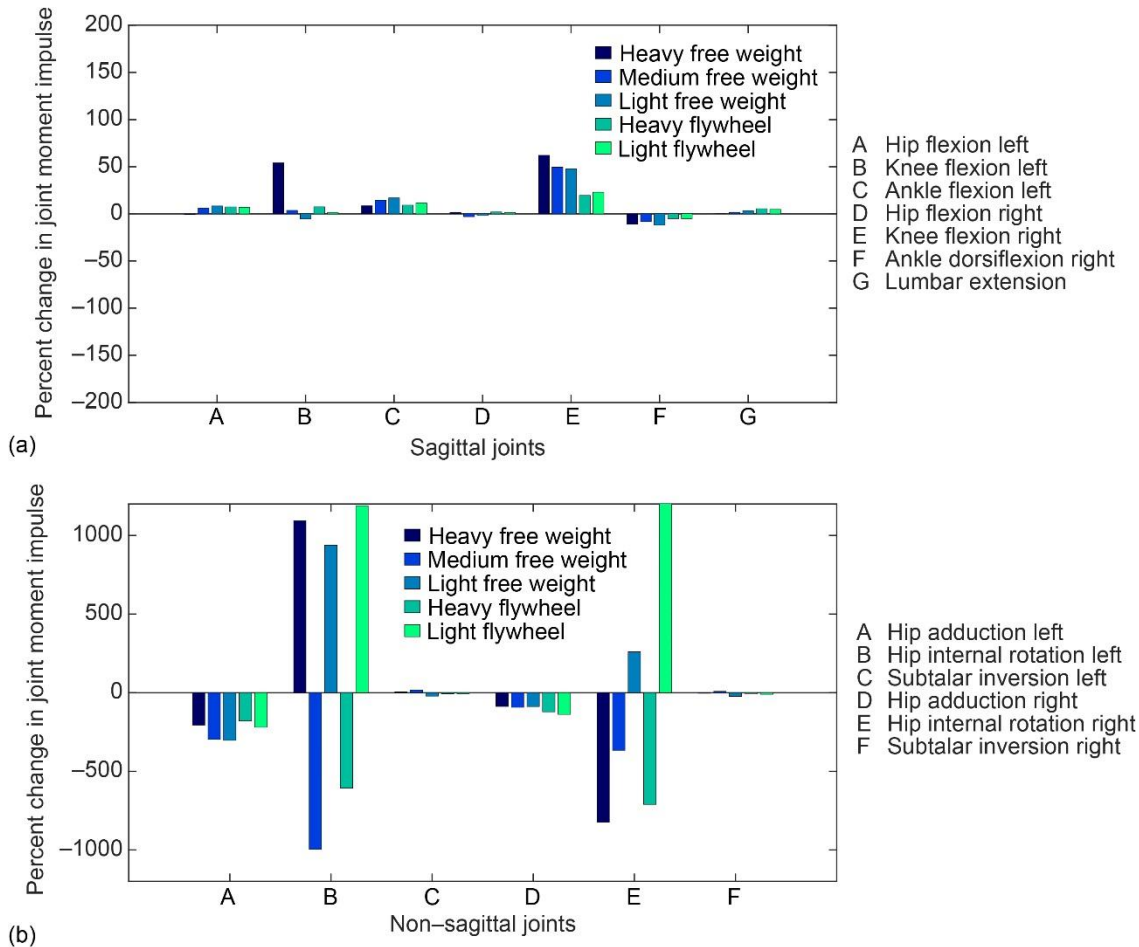 Percent change in joint moment impulse
200
150
100
50
0
–50
–100
–150
–200
Heavy free weight
Medium free weight
Light free weight
Heavy flywheel
Light flywheel
A B C D E F G
Sagittal joints
(a)
A Hip flexion left
B Knee flexion left
C Ankle flexion left
D Hip flexion right
E Knee flexion right
F Ankle dorsiflexion right
G Lumbar extension
Percent change in joint moment impulse
1000
500
0
–500
–1000
Heavy free weight
Medium free weight
Light free weight
Heavy flywheel
Light flywheel
A B C D E F
Non–sagittal joints
(b)
A Hip adduction left
B Hip internal rotation left
C Subtalar inversion left
D Hip adduction right
E Hip internal rotation right
F Subtalar inversion right